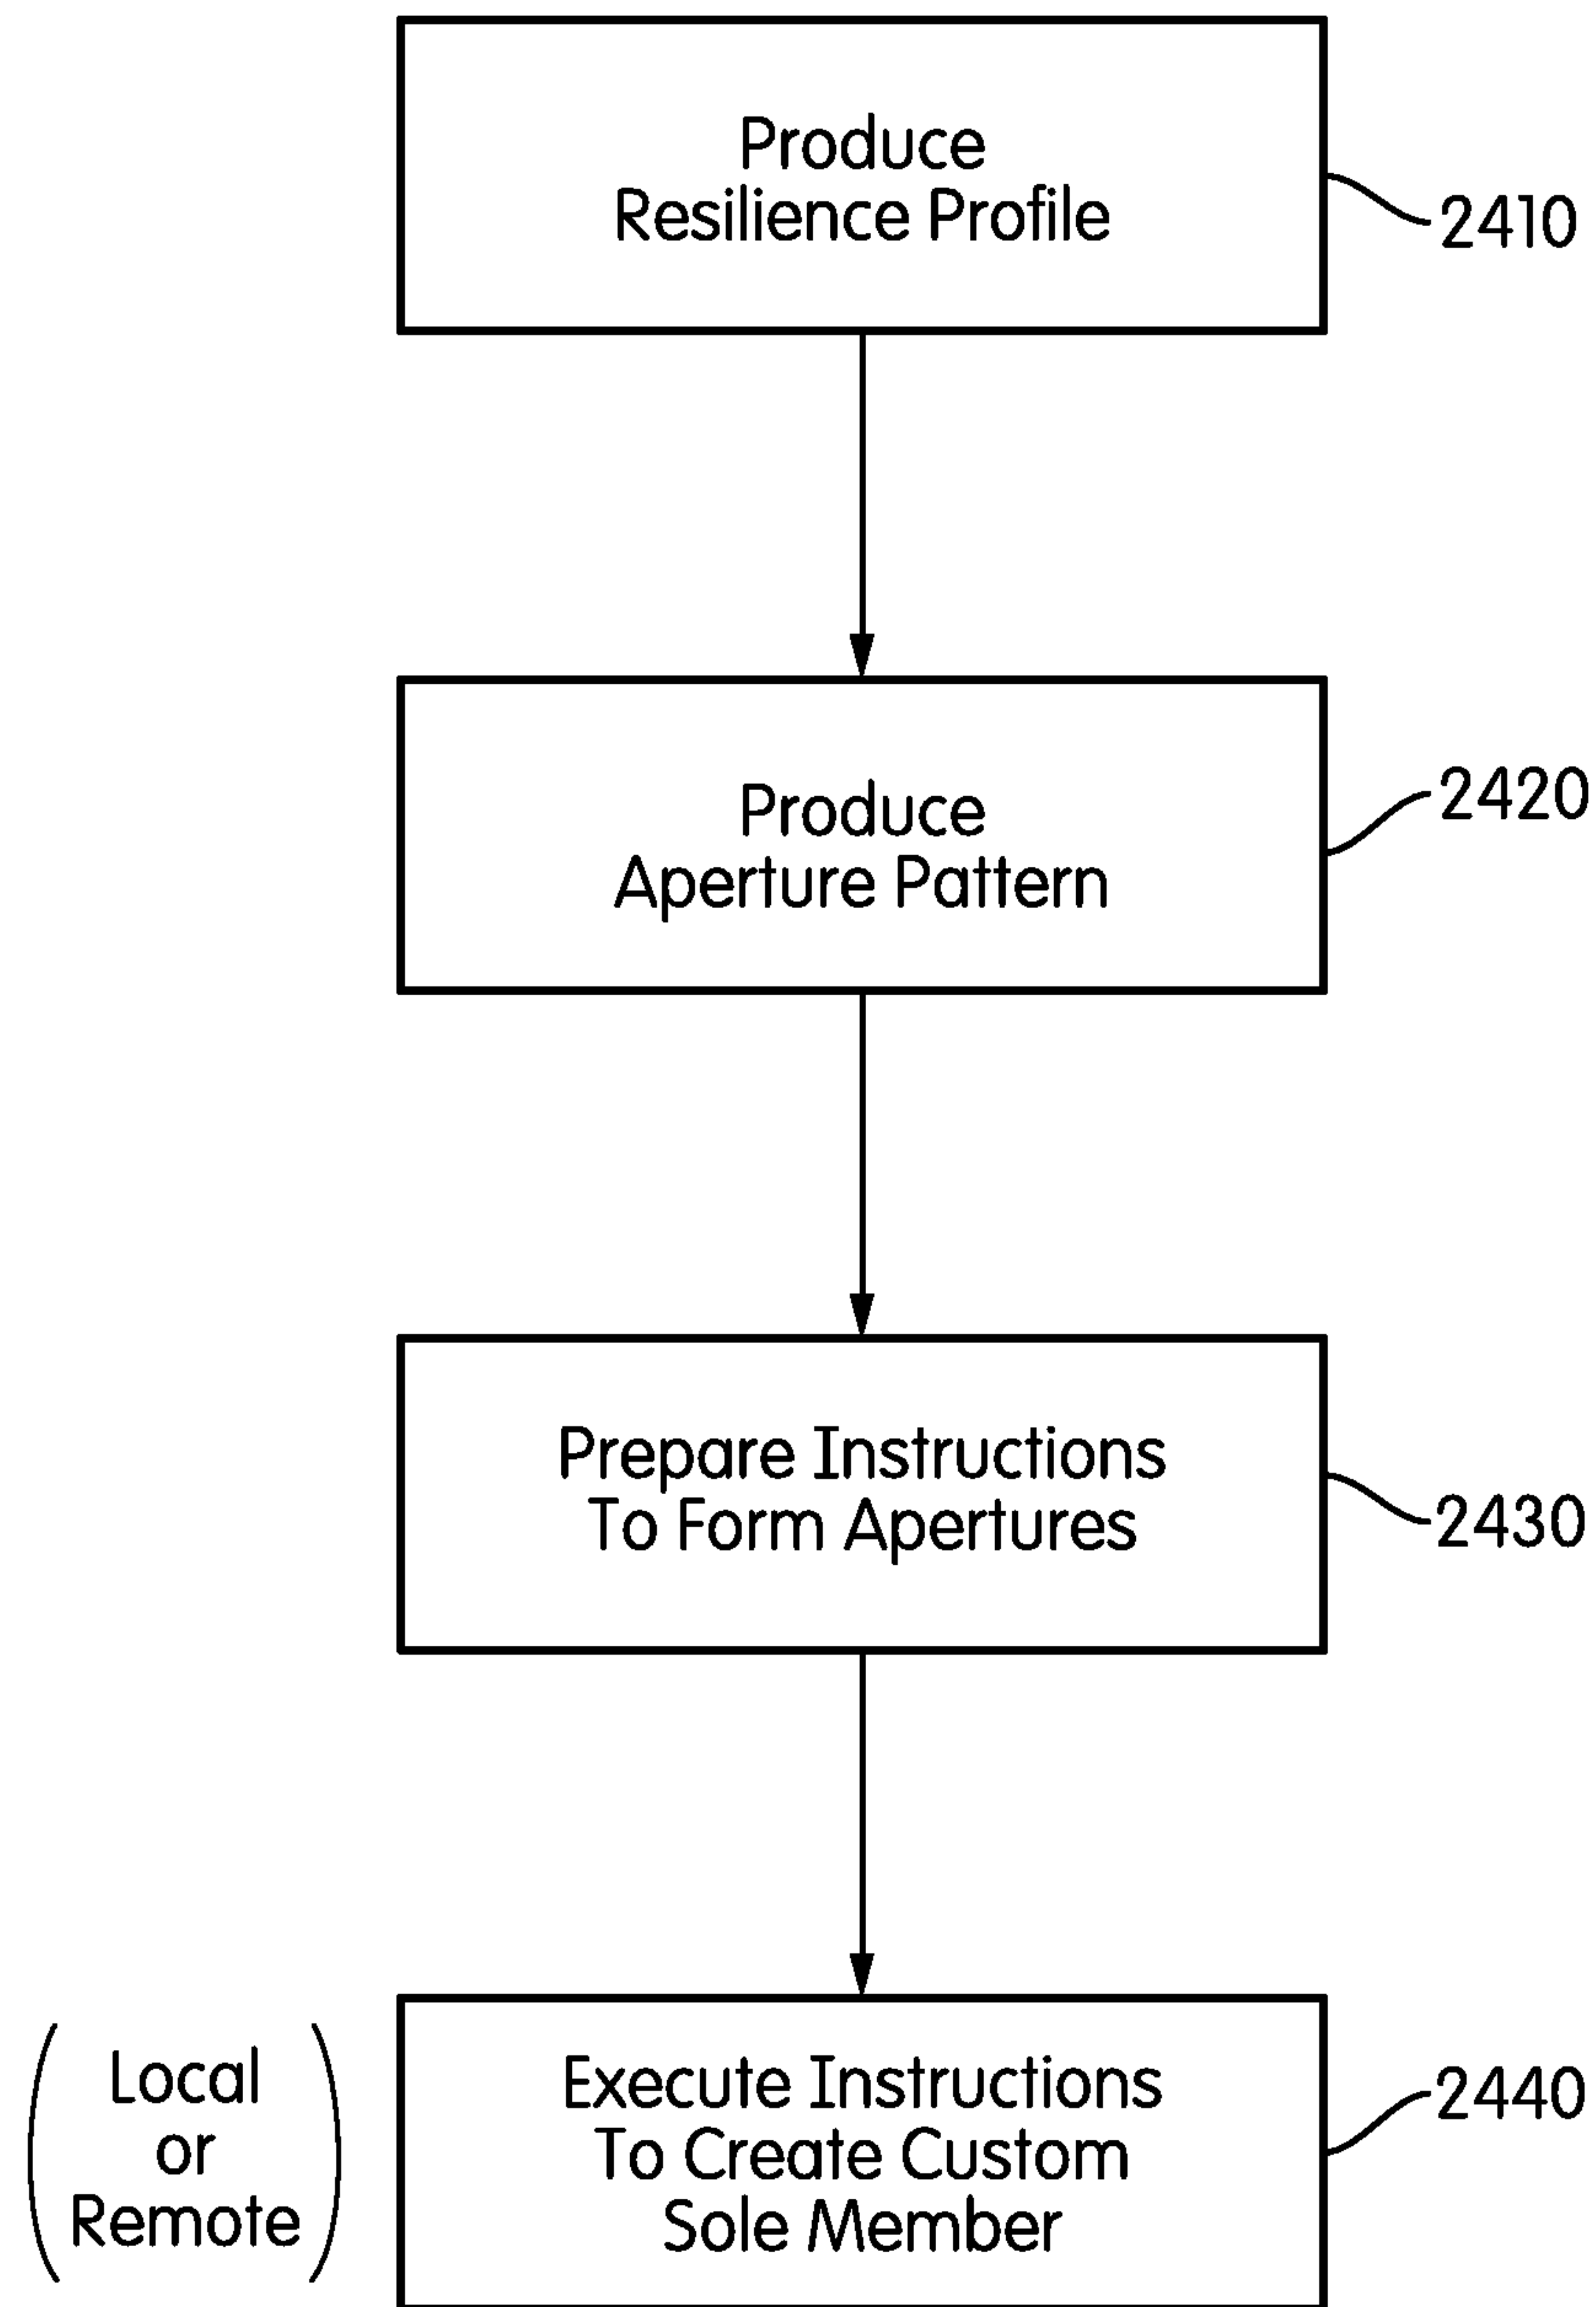 Produce
Resilience Profile
2410
Produce
Aperture Pattern
2420
Prepare Instructions
To Form Apertures
2430
Local
or
Remote
Execute Instructions
To Create Custom
Sole Member
2440